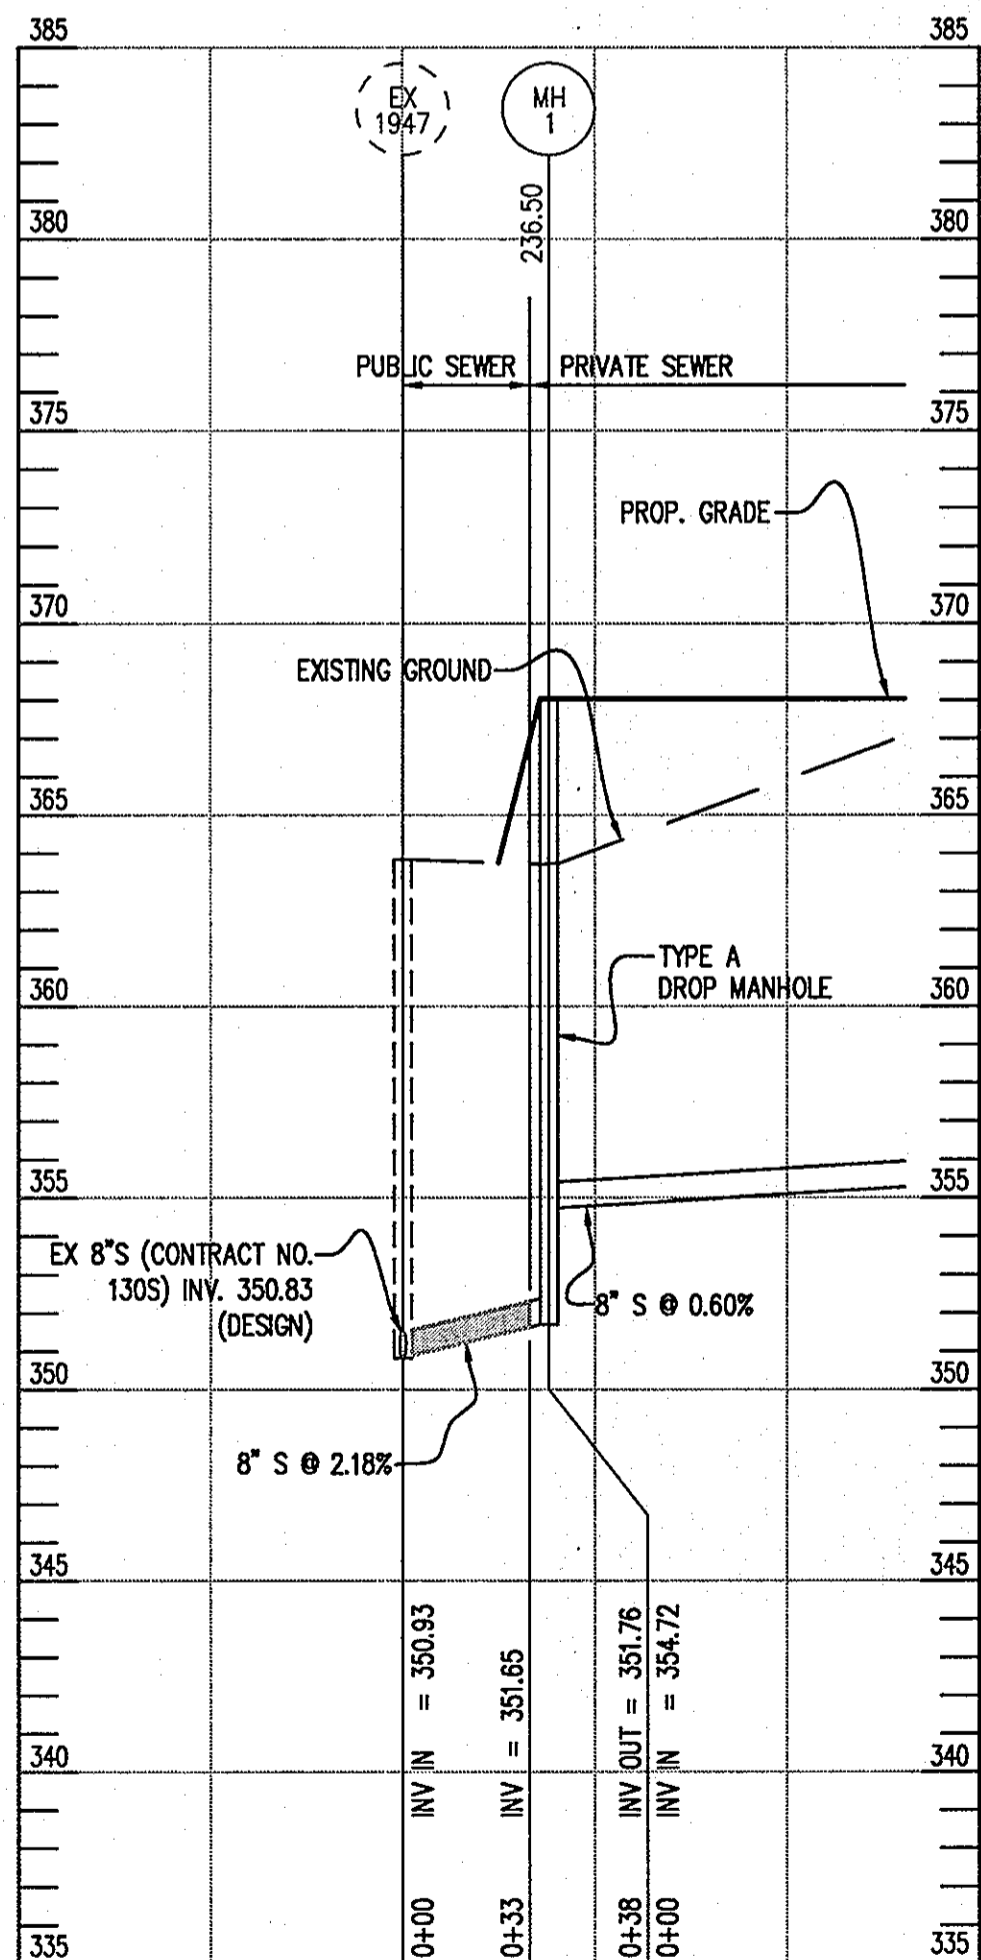 385
385
EX
1947
MH
1
236.50
380
380
PUBLIC SEWER
PRIVATE SEWER
375
375
PROP. GRADE
370
370
EXISTING GROUND
365
365
TYPE A
DROP MANHOLE
360
360
355
355
EX 8"S (CONTRACT NO.
130S) INV. 350.83
(DESIGN)
8" S @ 0.60%
350
350
8" S @ 2.18%
345
345
INV IN = 350.93
INV = 351.65
INV OUT = 351.76
INV IN = 354.72
340
340
0+00
0+33
0+38
0+00
335
335